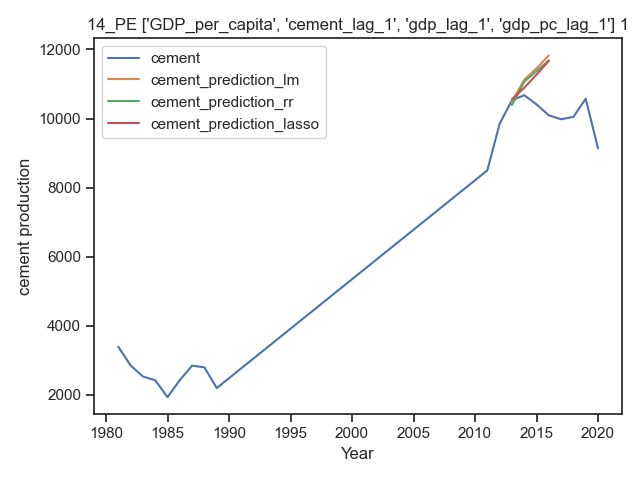 14_PE ['GDP_per_capita', 'cement_lag_1', 'gdp_lag_1', 'gdp_pc_lag_1'] 1
cement
cement_prediction_lm
cement_prediction_rr
cement_prediction_lasso
12000
10000
8000
6000
4000
2000
cement production
1980 1985 1990 1995 2000 2005 2010 2015 2020
Year